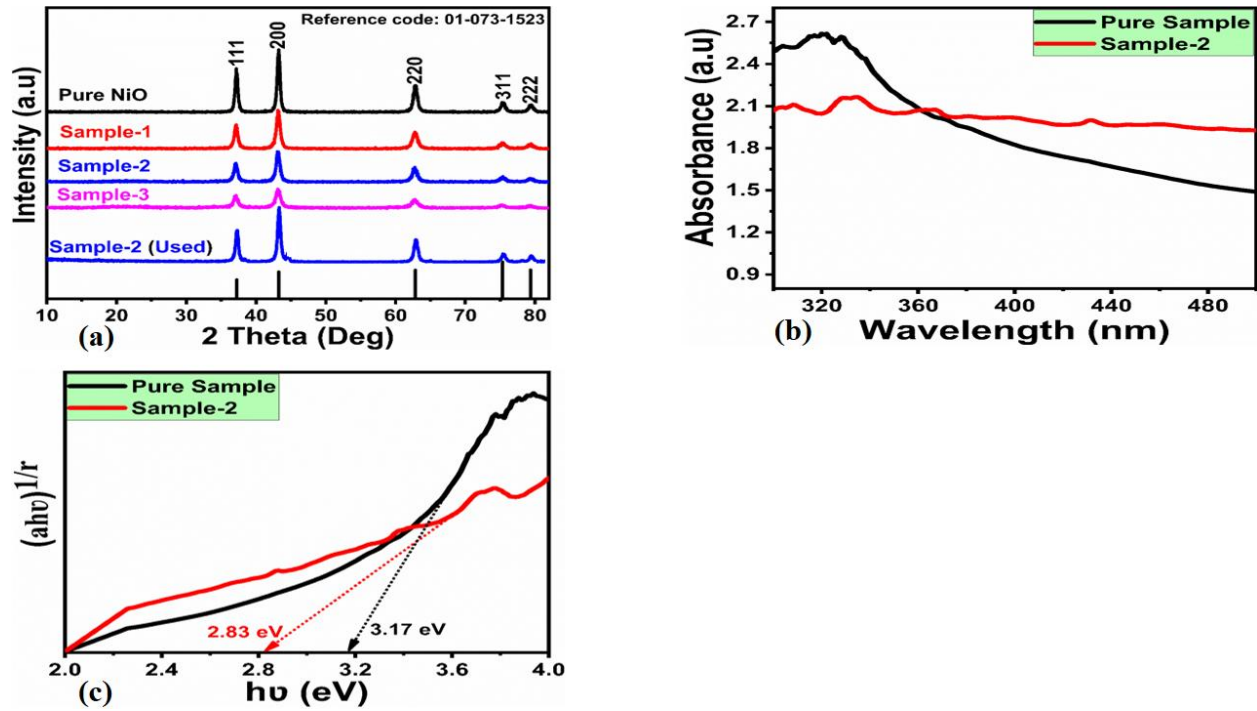 Reference code: 01-073-1523
111
200
220
311
222
Pure NiO
Sample-1
Sample-2
Sample-3
Sample-2 (Used)
Intensity (a.u)
10 20 30 40 50 60 70 80
2 Theta (Deg)
(a)
Pure Sample
Sample-2
2.7
2.4
2.1
1.8
1.5
1.2
0.9
Absorbance (a.u)
320 360 400 440 480
Wavelength (nm)
(b)
Pure Sample
Sample-2
(ahυ)1/r
2.83 eV
3.17 eV
2.0 2.4 2.8 3.2 3.6 4.0
hυ (eV)
(c)